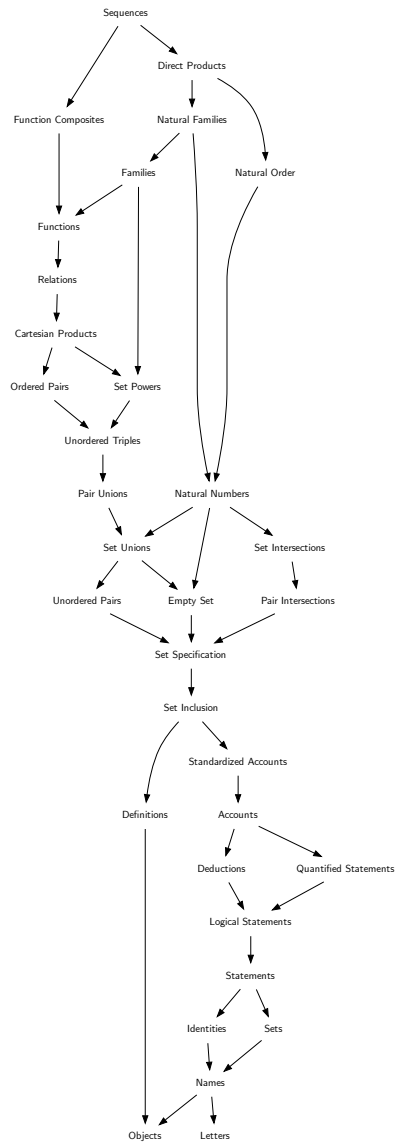 Sequences
Direct Products
Function Composites
Natural Families
Families
Natural Order
Functions
Relations
Cartesian Products
Ordered Pairs
Set Powers
Unordered Triples
Pair Unions
Natural Numbers
Set Unions
Set Intersections
Unordered Pairs
Empty Set
Pair Intersections
Set Specification
Set Inclusion
Standardized Accounts
Definitions
Accounts
Deductions
Quantified Statements
Logical Statements
Statements
Identities
Sets
Names
Objects
Letters